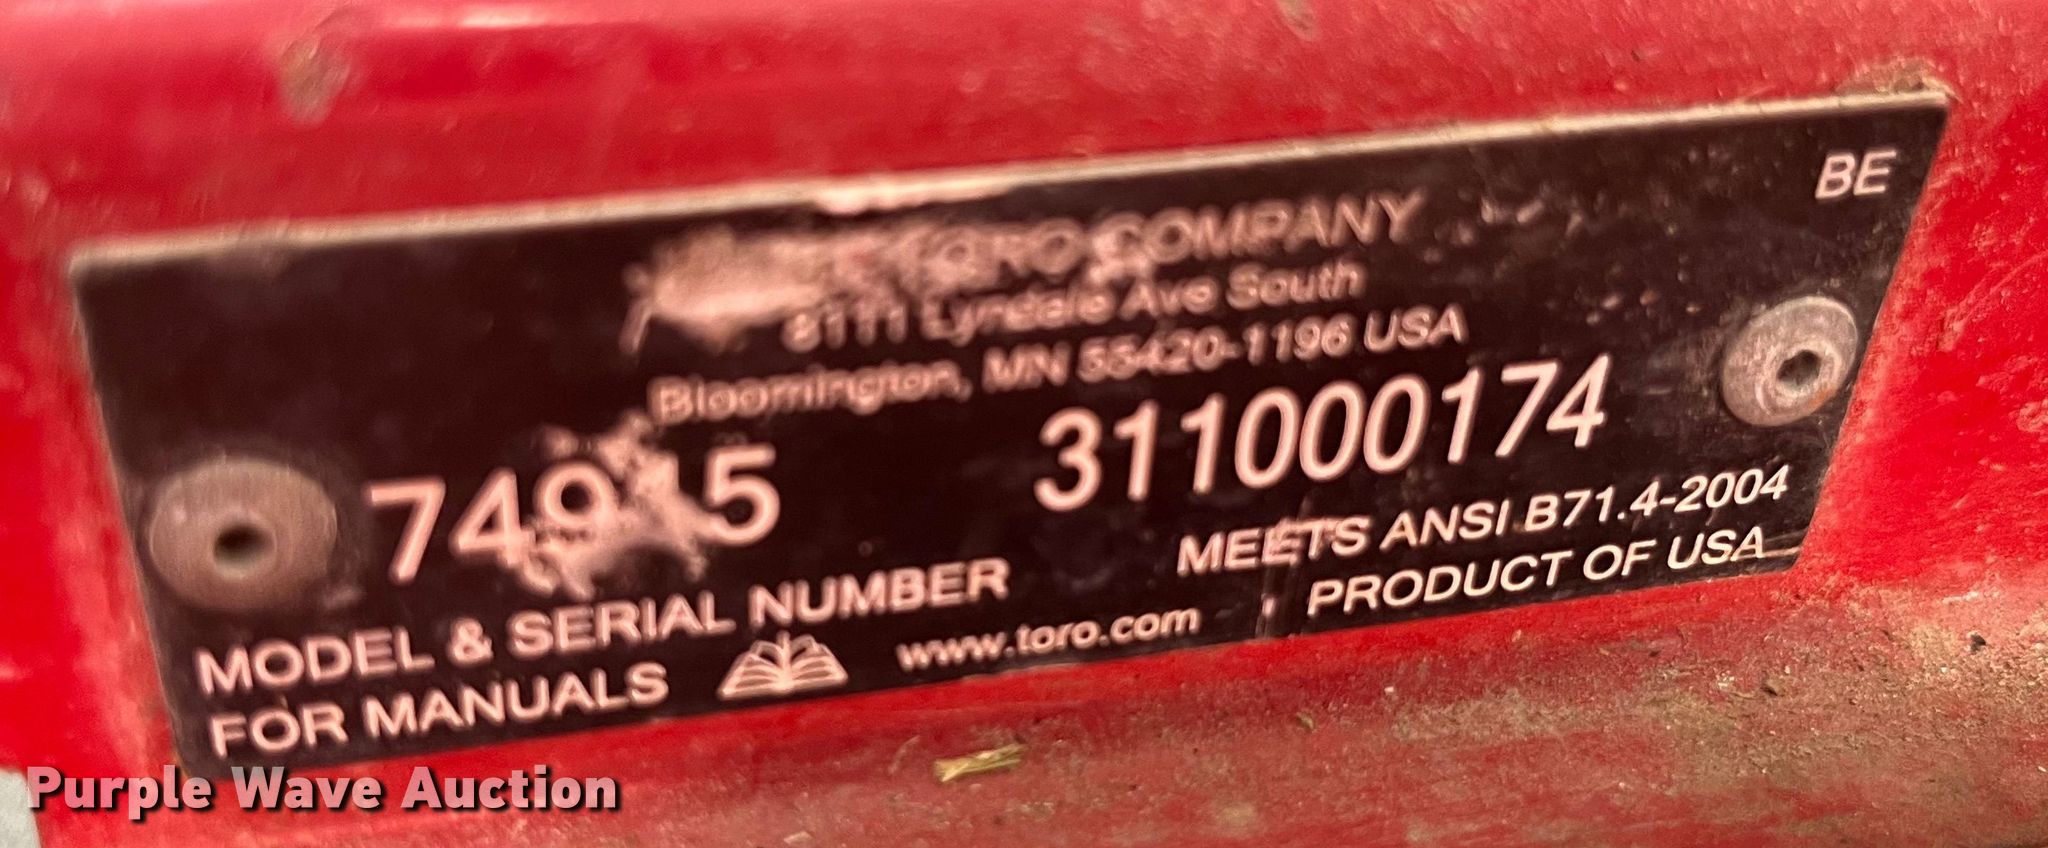 BE
TORO COMPANY
8111 Lyndale Ave South
Bloomington, MN 55420-1196 USA
311000174
MODEL & SERIAL NUMBER
FOR MANUALS
www.toro.com
MEETS ANSI B71.4-2004
PRODUCT OF USA
Purple Wave Auction